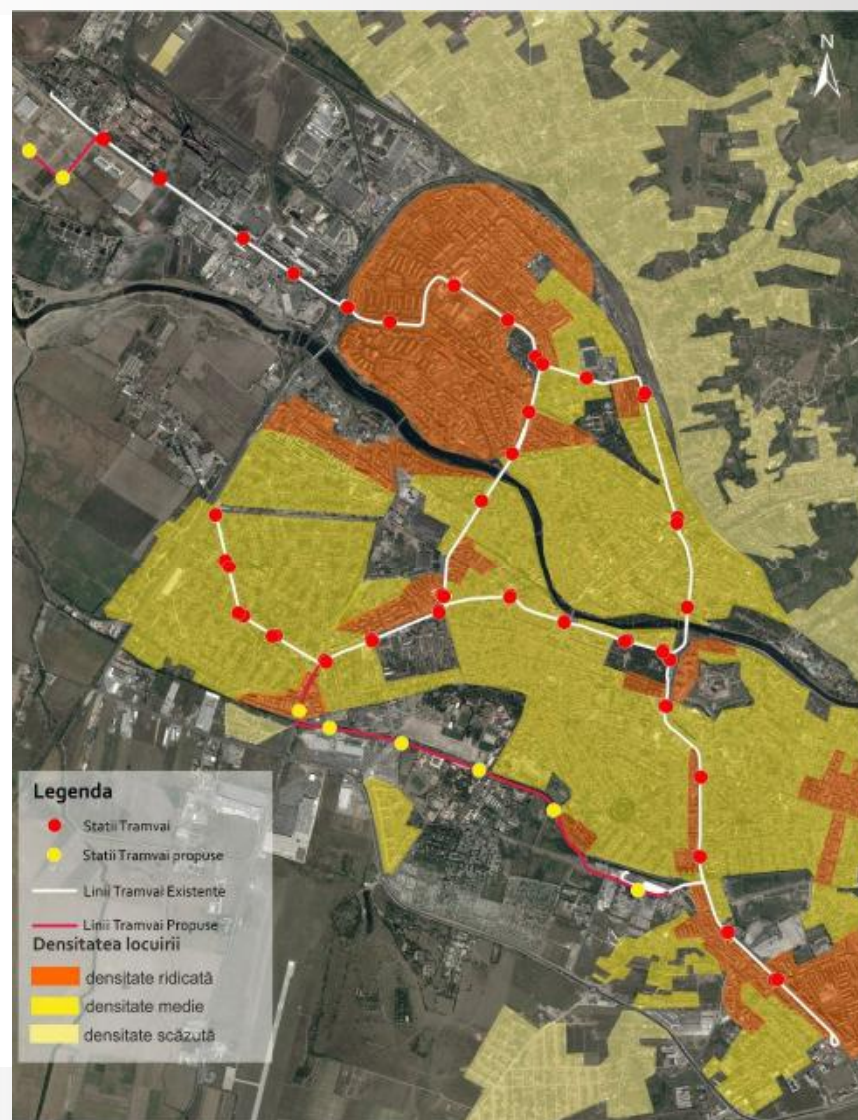 N
Legenda
Statii Tramvai
Statii Tramvai propuse
Linii Tramvai Existente
Linii Tramvai Propuse
Densitatea locuirii
densitate ridicată
densitate medie
densitate scăzută